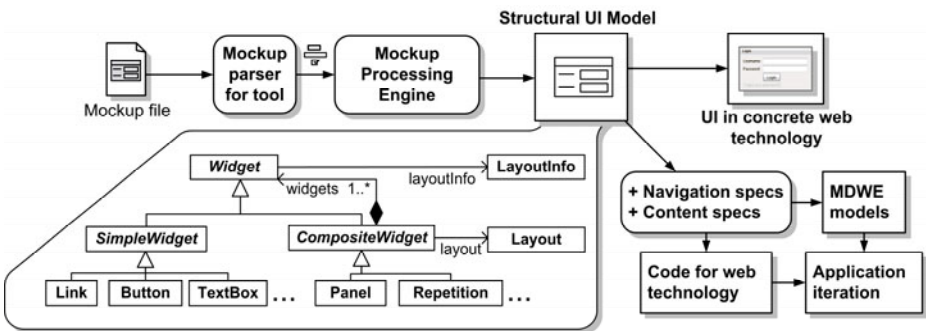 Structural UI Model
Mockup file
Mockup
parser
for tool
Mockup
Processing
Engine
UI in concrete web
technology
Widget
widgets 1..*
layoutInfo
LayoutInfo
SimpleWidget
CompositeWidget
layout
Layout
Link
Button
TextBox
...
Panel
Repetition
...
+ Navigation specs
+ Content specs
MDWE
models
Code for web
technology
Application
iteration